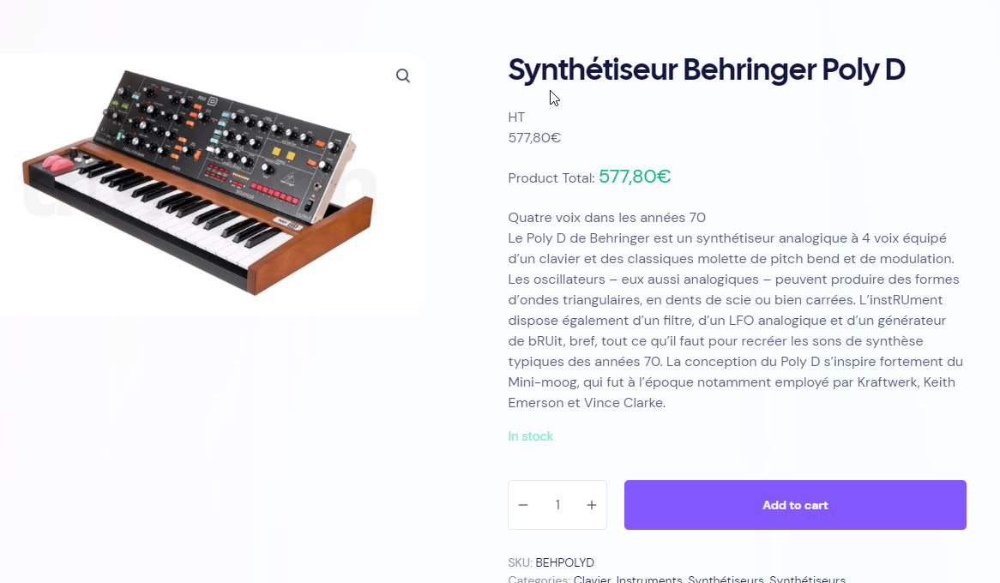 Synthétiseur Behringer Poly D
HT
577,80€
Product Total: 577,80€
Quatre voix dans les années 70
Le Poly D de Behringer est un synthétiseur analogique à 4 voix équipé
d’un clavier et des classiques molette de pitch bend et de modulation.
Les oscillateurs – eux aussi analogiques – peuvent produire des formes
d’ondes triangulaires, en dents de scie ou bien carrées. L’instRUment
dispose également d’un filtre, d’un LFO analogique et d’un générateur
de bRUit, bref, tout ce qu’il faut pour recréer les sons de synthèse
typiques des années 70. La conception du Poly D s’inspire fortement du
Mini-moog, qui fut à l’époque notamment employé par Kraftwerk, Keith
Emerson et Vince Clarke.
In stock
1
Add to cart
SKU: BEHPOLYD
Categories: Clavier, Instruments, Synthétiseurs, Synthétiseurs